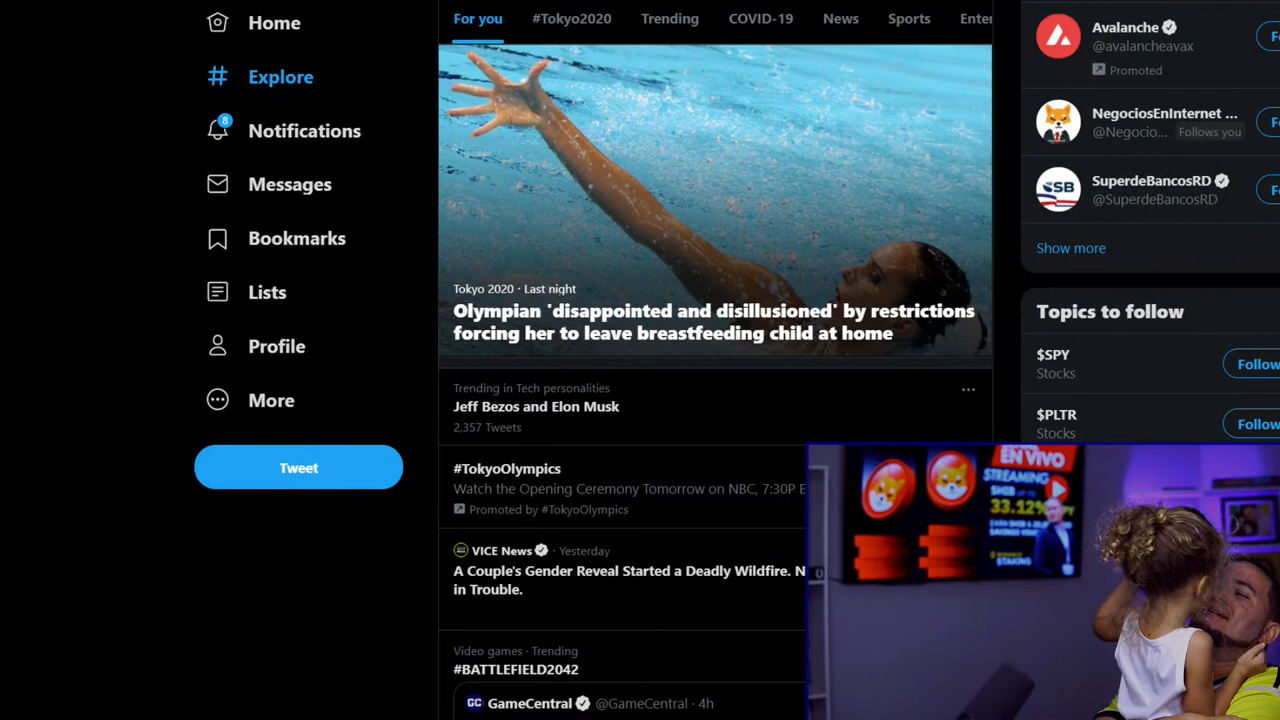 Home
Explore
8
Notifications
Messages
Bookmarks
Lists
Profile
More
Tweet
For you
#Tokyo2020
Trending
COVID-19
News
Sports
Enter
Tokyo 2020 · Last night
Olympian 'disappointed and disillusioned' by restrictions
forcing her to leave breastfeeding child at home
Trending in Tech personalities
Jeff Bezos and Elon Musk
2,357 Tweets
#TokyoOlympics
Watch the Opening Ceremony Tomorrow on NBC, 7:30P E
Promoted by #TokyoOlympics
VICE News · Yesterday
A Couple's Gender Reveal Started a Deadly Wildfire. N
in Trouble.
Video games · Trending
#BATTLEFIELD2042
GC GameCentral @GameCentral · 4h
Avalanche
@avalancheavax
Promoted
F
NegociosEnInternet ...
@Negocio... Follows you
F
SSB
SuperdeBancosRD
@SuperdeBancosRD
F
Show more
Topics to follow
$SPY
Stocks
Follow
$PLTR
Stocks
Follow
EN VIVO
STREAMING
SHIB
33.12%
STAKING